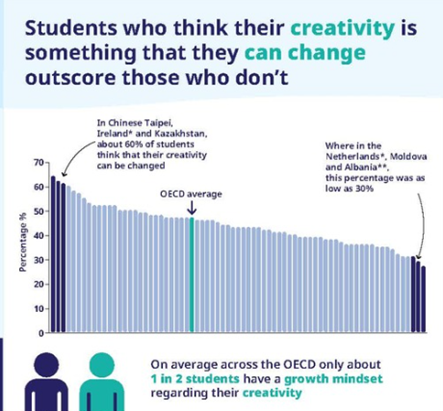 Students who think their creativity is
something that they can change
outscore those who don't
In Chinese Taipei,
Ireland* and Kazakhstan,
about 60% of students
think that their creativity
can be changed
Where in the
Netherlands*, Moldova
and Albania**,
this percentage was as
low as 30%
OECD average
Percentage %
70
60
50
40
30
20
10
0
On average across the OECD only about
1 in 2 students have a growth mindset
regarding their creativity